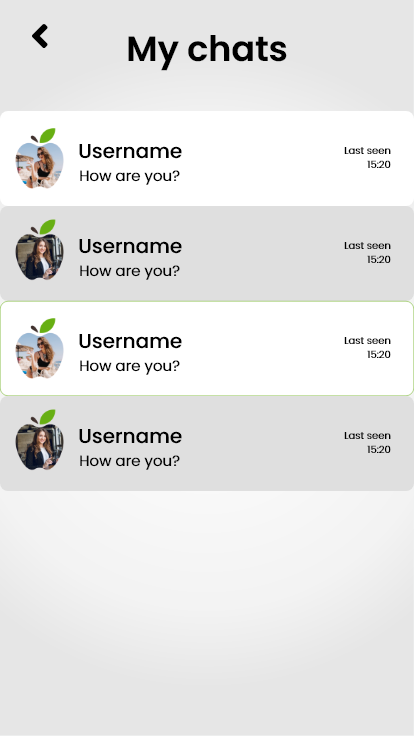 My chats
Username
How are you?
Last seen
15:20
Username
How are you?
Last seen
15:20
Username
How are you?
Last seen
15:20
Username
How are you?
Last seen
15:20